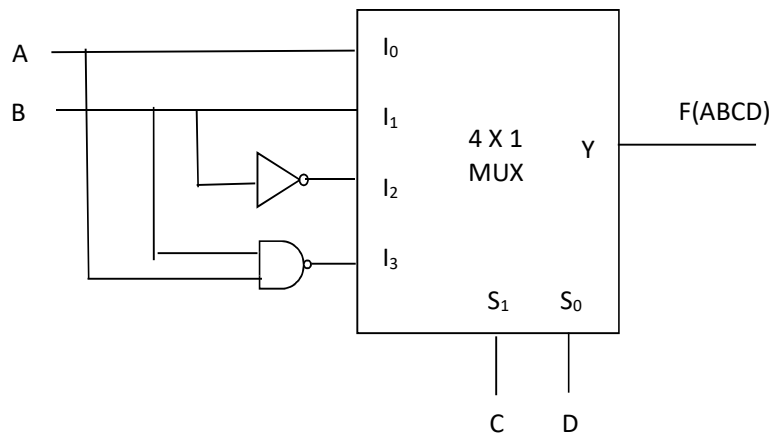 A
I₀
B
I₁
F(ABCD)
4 X 1
MUX
Y
I₂
I₃
S₁ S₀
C D